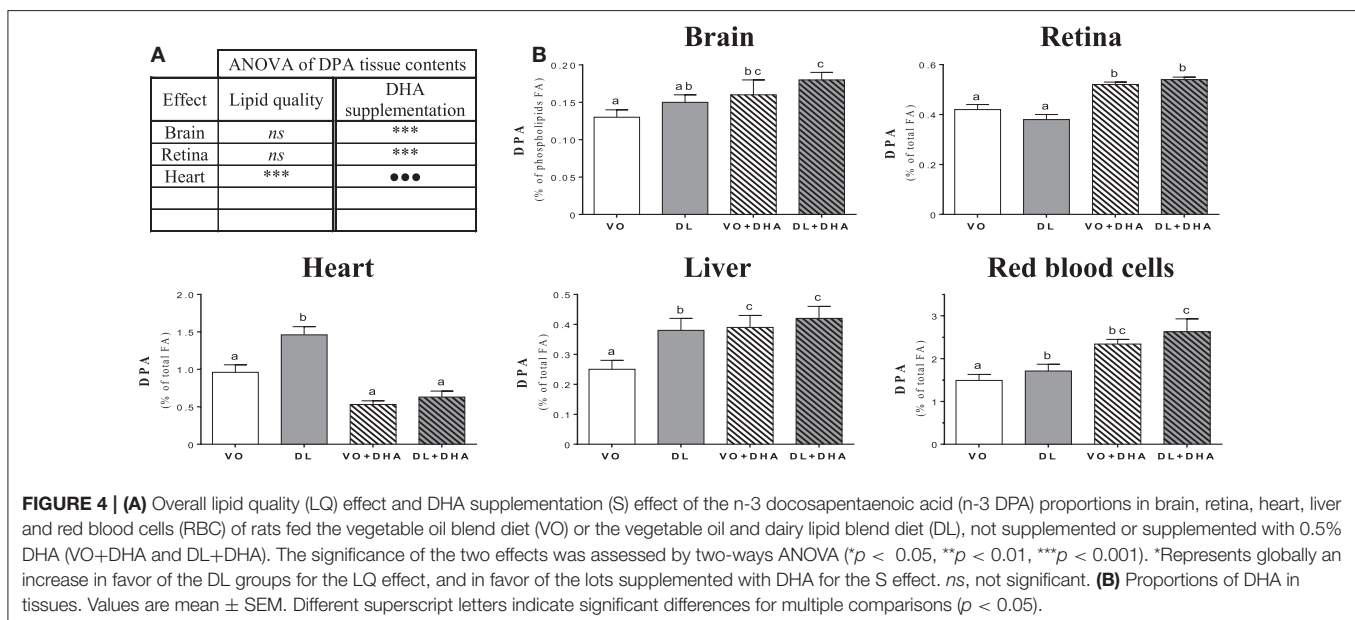 A
ANOVA of DPA tissue contents
Effect Lipid quality DHA supplementation
Brain ns ***
Retina ns ***
Heart *** •••
B
Brain
DPA
(% of phospholipids FA)
0.20
0.15
0.10
0.05
0
a
a b
b c
c
VO DL VO+DHA DL+DHA
Retina
DPA
(% of total FA)
0.6
0.4
0.2
0
a
a
b
b
VO DL VO+DHA DL+DHA
Heart
DPA
(% of total FA)
2.0
1.5
1.0
0.5
0
a
b
a
a
VO DL VO+DHA DL+DHA
Liver
DPA
(% of total FA)
0.5
0.4
0.3
0.2
0.1
0
a
b
c
c
VO DL VO+DHA DL+DHA
Red blood cells
DPA
(% of total FA)
3
2
1
0
a
b
b c
c
VO DL VO+DHA DL+DHA
FIGURE 4 | (A) Overall lipid quality (LQ) effect and DHA supplementation (S) effect of the n-3 docosapentaenoic acid (n-3 DPA) proportions in brain, retina, heart, liver
and red blood cells (RBC) of rats fed the vegetable oil blend diet (VO) or the vegetable oil and dairy lipid blend diet (DL), not supplemented or supplemented with 0.5%
DHA (VO+DHA and DL+DHA). The significance of the two effects was assessed by two-ways ANOVA (*p < 0.05, **p < 0.01, ***p < 0.001). *Represents globally an
increase in favor of the DL groups for the LQ effect, and in favor of the lots supplemented with DHA for the S effect. ns, not significant. (B) Proportions of DHA in
tissues. Values are mean ± SEM. Different superscript letters indicate significant differences for multiple comparisons (p < 0.05).